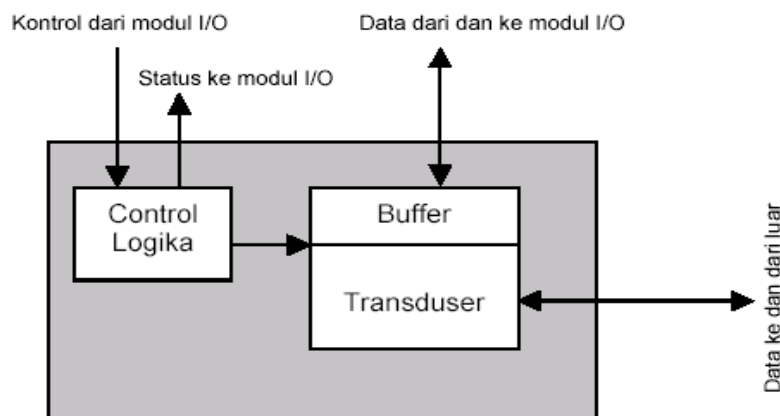 Kontrol dari modul I/O
Data dari dan ke modul I/O
Status ke modul I/O
Control
Logika
Buffer
Transduser
Data ke dan dari luar